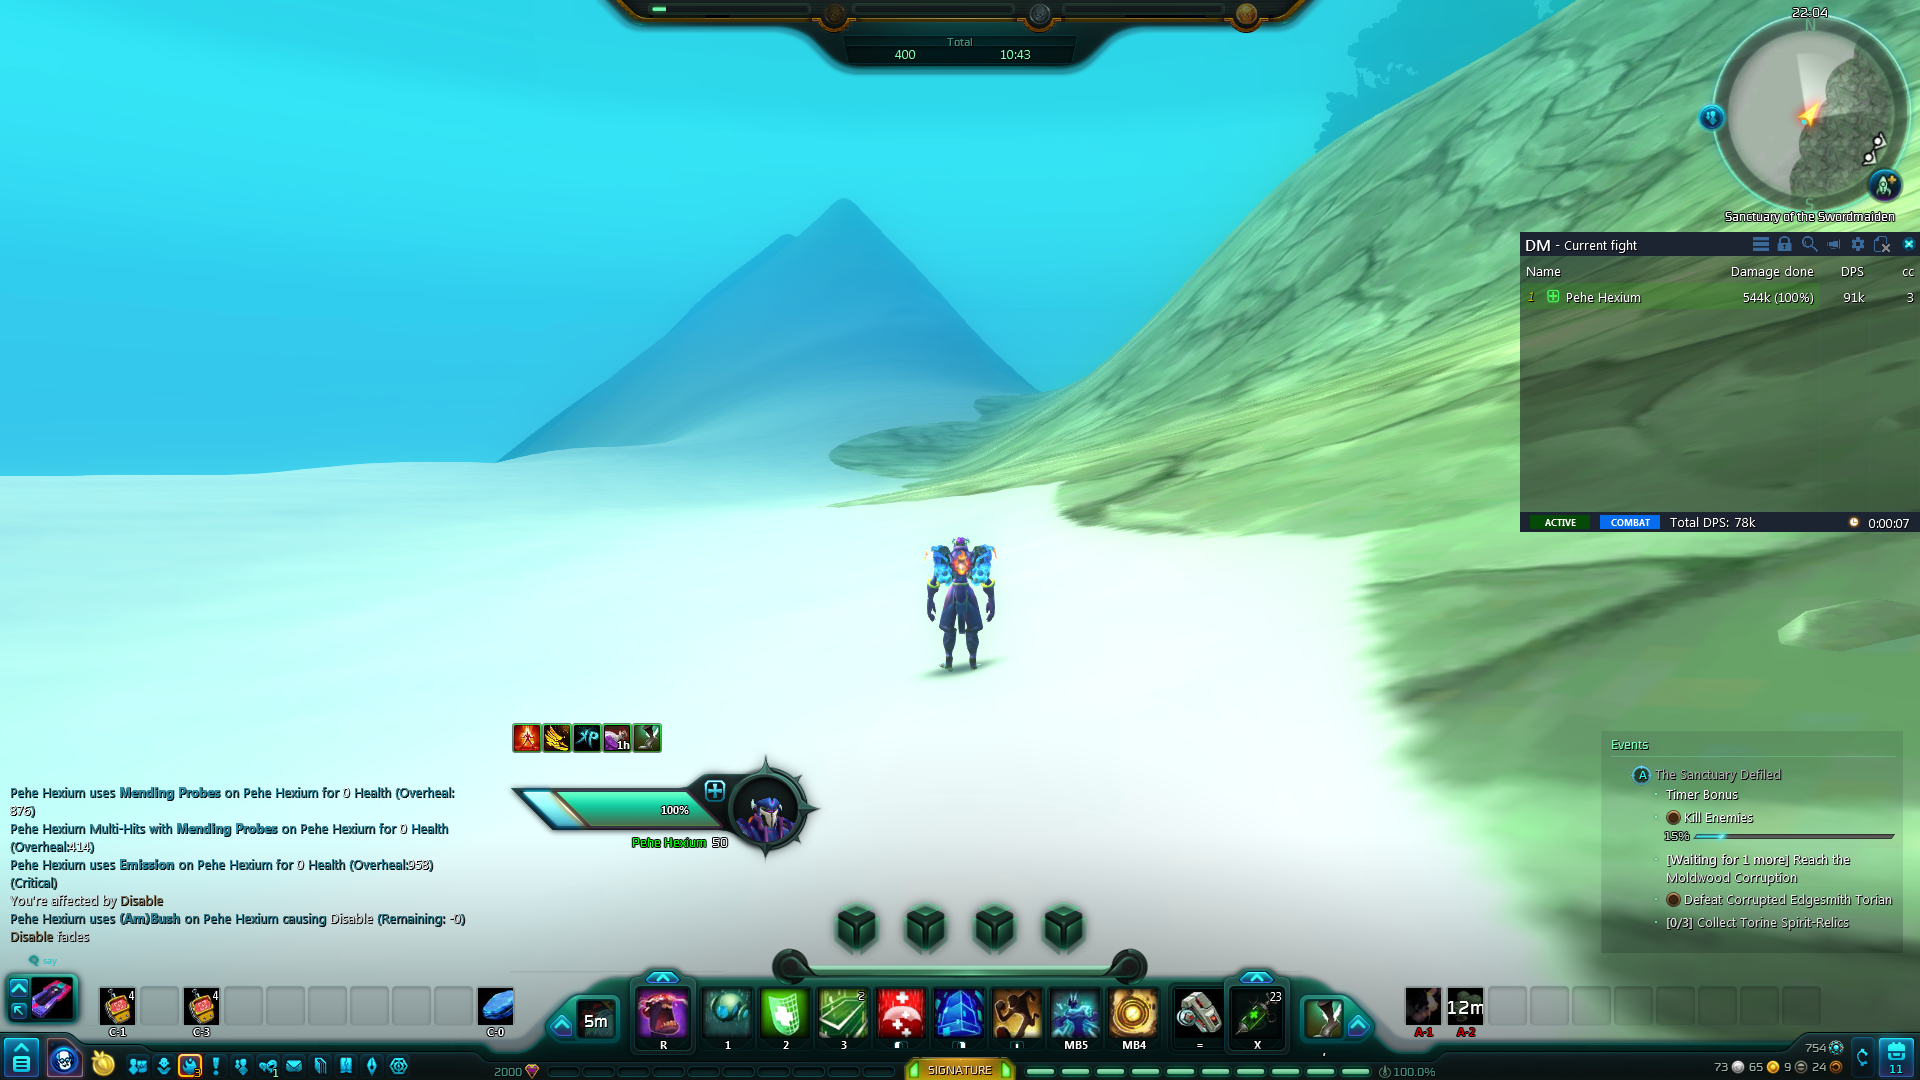 Total
400 10:43
22:04
N
S
Sanctuary of the Swordmaiden
DM - Current fight
Name Damage done DPS cc
1 Pehe Hexium 544k (100%) 91k 3
ACTIVE COMBAT Total DPS: 78k 0:00:07
Events
A The Sanctuary Defiled
Timer Bonus
Kill Enemies
15%
[Waiting for 1 more] Reach the
Moldwood Corruption
Defeat Corrupted Edgesmith Torian
[0/3] Collect Torine Spirit-Relics
XP 1h
100%
Pehe Hexium 50
Pehe Hexium uses Mending Probes on Pehe Hexium for 0 Health (Overheal:
876)
Pehe Hexium Multi-Hits with Mending Probes on Pehe Hexium for 0 Health
(Overheal:414)
Pehe Hexium uses Emission on Pehe Hexium for 0 Health (Overheal:958)
(Critical)
You're affected by Disable
Pehe Hexium uses (Am)Bush on Pehe Hexium causing Disable (Remaining: -0)
Disable fades
say
4 4 5m 2 23 12m
C-1 C-3 C-0 R 1 2 3 MB5 MB4 = X , A-1 A-2
3 1 2000 SIGNATURE 100.0%
754
73 65 9 24
11